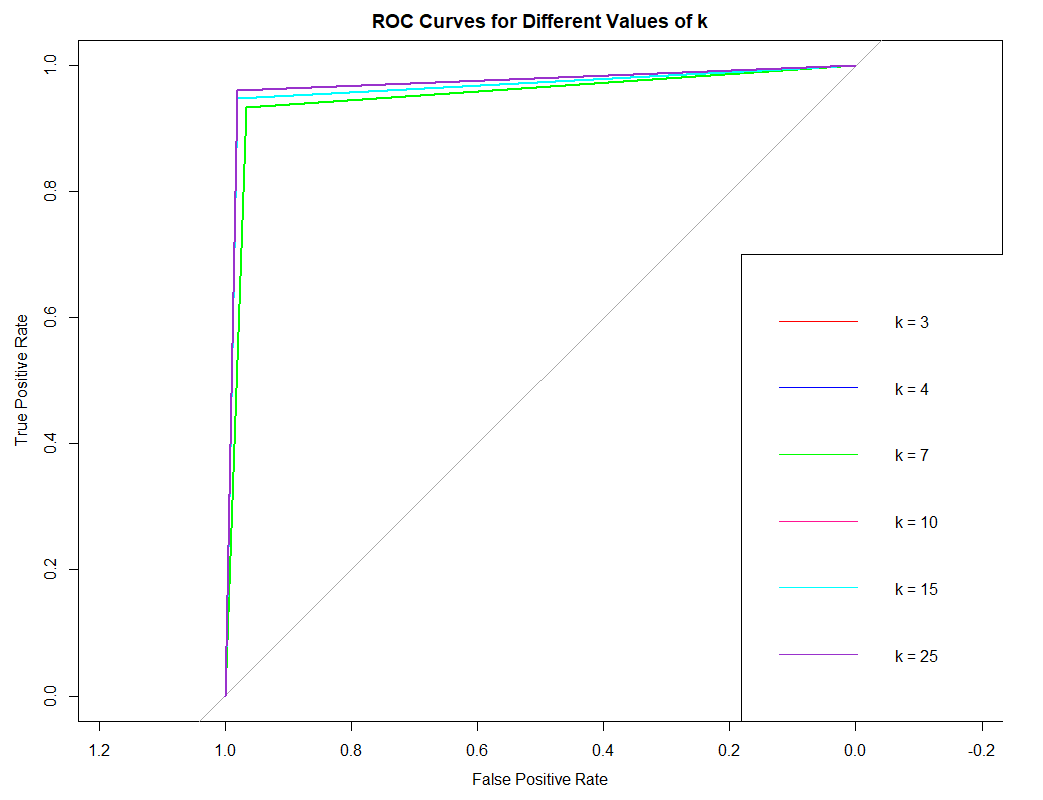 ROC Curves for Different Values of k
True Positive Rate
1.0
0.8
0.6
0.4
0.2
0.0
k = 3
k = 4
k = 7
k = 10
k = 15
k = 25
1.2 1.0 0.8 0.6 0.4 0.2 0.0 -0.2
False Positive Rate